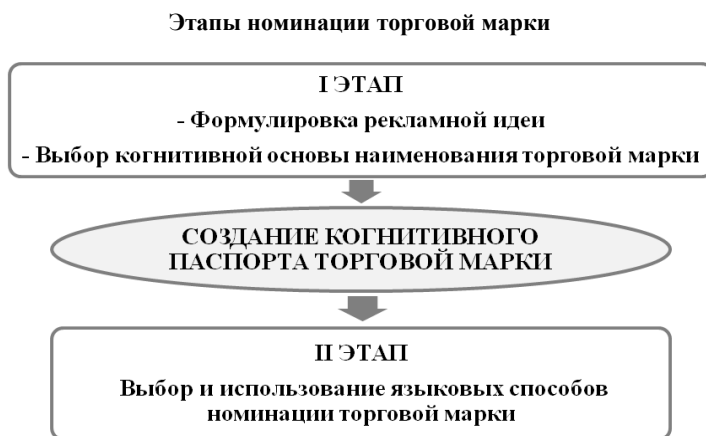 Этапы номинации торговой марки
I ЭТАП
- Формулировка рекламной идеи
- Выбор когнитивной основы наименования торговой марки
СОЗДАНИЕ КОГНИТИВНОГО
ПАСПОРТА ТОРГОВОЙ МАРКИ
II ЭТАП
Выбор и использование языковых способов
номинации торговой марки